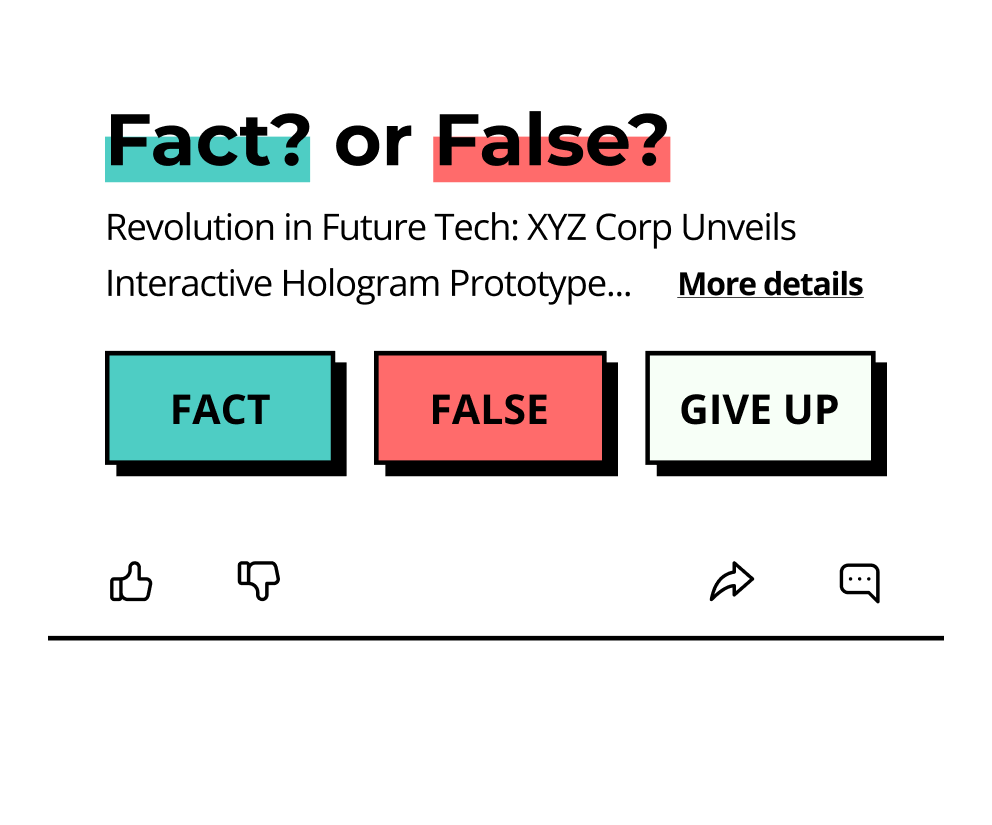 Fact? or False?
Revolution in Future Tech: XYZ Corp Unveils
Interactive Hologram Prototype... More details
FACT FALSE GIVE UP